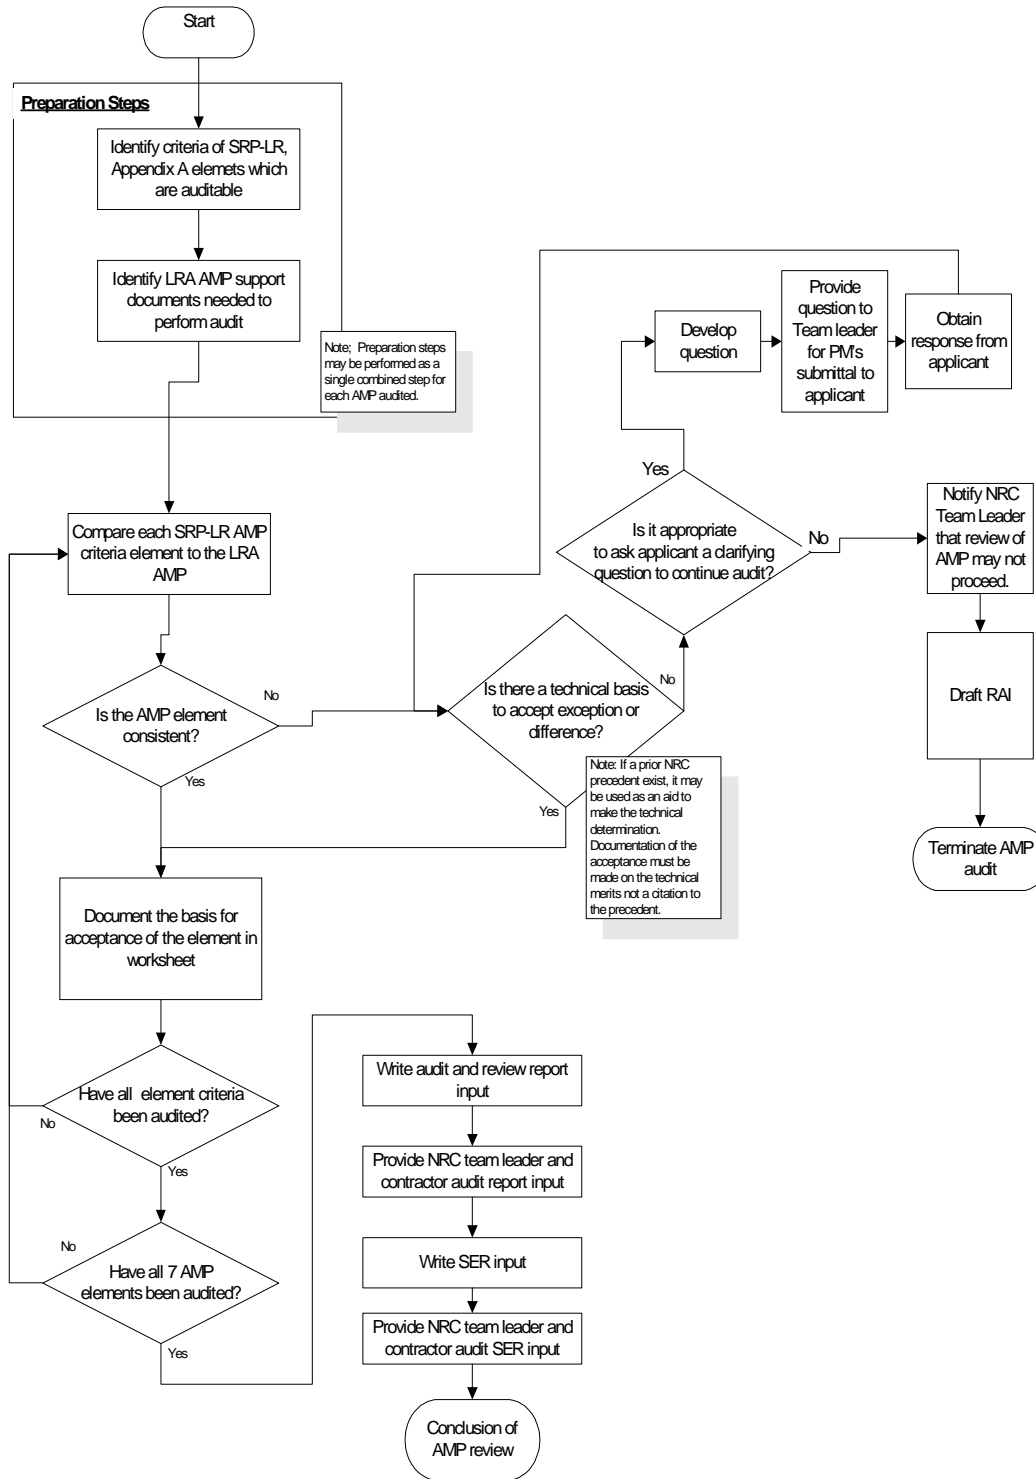 Start
Preparation Steps
Identify criteria of SRP-LR,
Appendix A elemets which
are auditable
Identify LRA AMP support
documents needed to
perform audit
Note; Preparation steps
may be performed as a
single combined step for
each AMP audited.
Develop
question
Provide
question to
Team leader
for PM's
submittal to
applicant
Obtain
response from
applicant
Yes
Is it appropriate
to ask applicant a clarifying
question to continue audit?
No
Notify NRC
Team Leader
that review of
AMP may not
proceed.
Draft RAI
Terminate AMP
audit
Compare each SRP-LR AMP
criteria element to the LRA
AMP
Is the AMP element
consistent?
No
Yes
Is there a technical basis
to accept exception or
difference?
No
Yes
Note: If a prior NRC
precedent exist, it may
be used as an aid to
make the technical
determination.
Documentation of the
acceptance must be
made on the technical
merits not a citation to
the precedent.
Document the basis for
acceptance of the element in
worksheet
Have all element criteria
been audited?
No
Yes
Have all 7 AMP
elements been audited?
No
Yes
Write audit and review report
input
Provide NRC team leader and
contractor audit report input
Write SER input
Provide NRC team leader and
contractor audit SER input
Conclusion of
AMP review